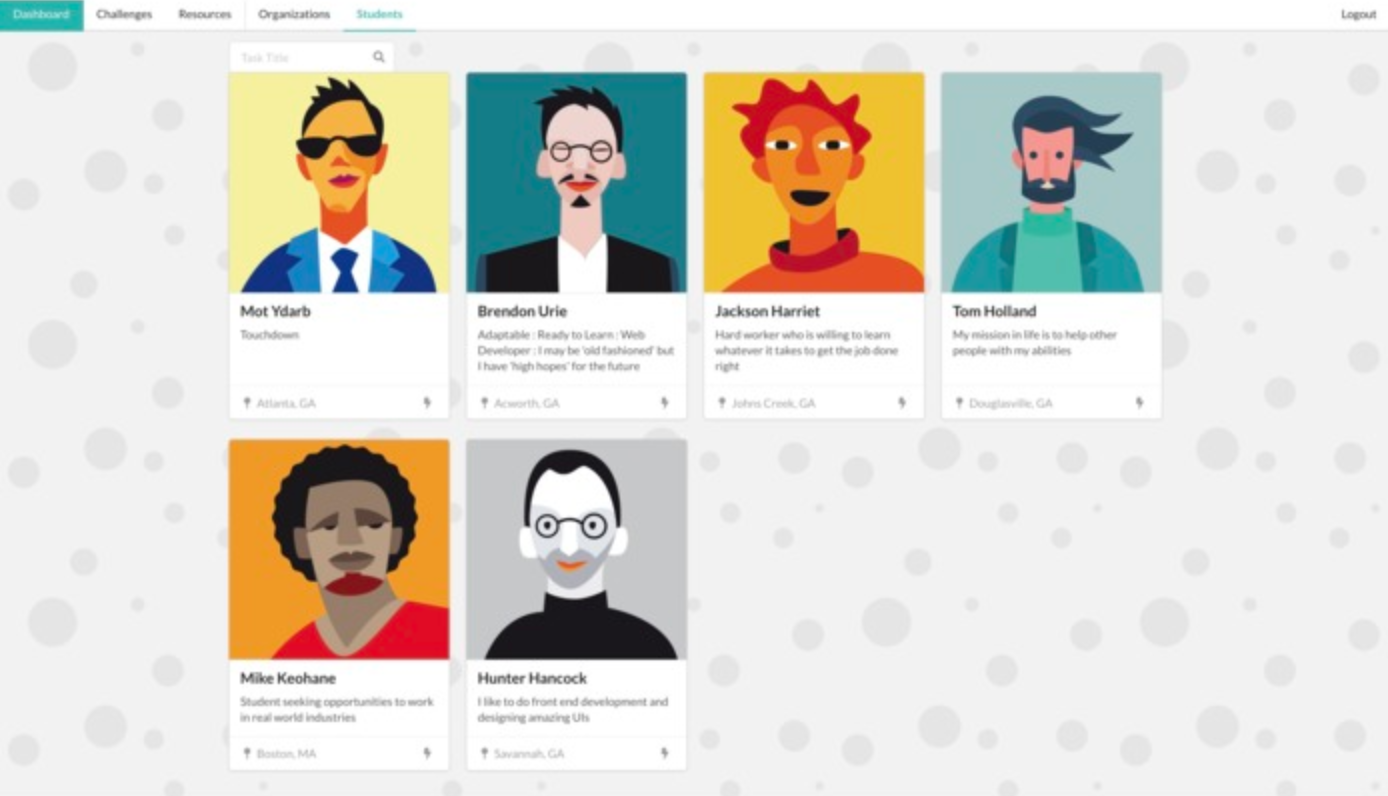 Dashboard Challenges Resources Organizations Students Logout
Task Title
Mot Ydarb
Touchdown
Atlanta, GA
Brendon Urie
Adaptable : Ready to Learn : Web
Developer : I may be 'old fashioned' but
I have 'high hopes' for the future
Acworth, GA
Jackson Harriet
Hard worker who is willing to learn
whatever it takes to get the job done
right
Johns Creek, GA
Tom Holland
My mission in life is to help other
people with my abilities
Douglasville, GA
Mike Keohane
Student seeking opportunities to work
in real world industries
Boston, MA
Hunter Hancock
I like to do front end development and
designing amazing UIs
Savannah, GA